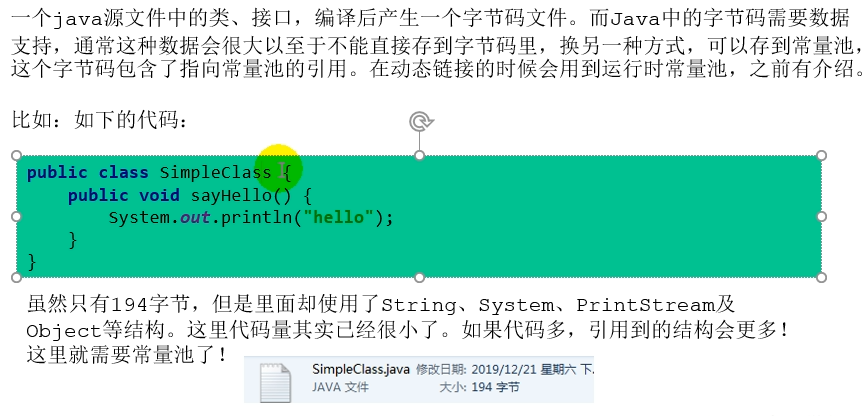 一个java源文件中的类、接口，编译后产生一个字节码文件。而Java中的字节码需要数据
支持，通常这种数据会很大以至于不能直接存到字节码里，换另一种方式，可以存到常量池，
这个字节码包含了指向常量池的引用。在动态链接的时候会用到运行时常量池，之前有介绍。
比如：如下的代码：
public class SimpleClass {
    public void sayHello() {
        System.out.println("hello");
    }
}
虽然只有194字节，但是里面却使用了String、System、PrintStream及
Object等结构。这里代码量其实已经很小了。如果代码多，引用到的结构会更多！
这里就需要常量池了！
SimpleClass.java 修改日期: 2019/12/21 星期六 下...
JAVA 文件 大小: 194 字节